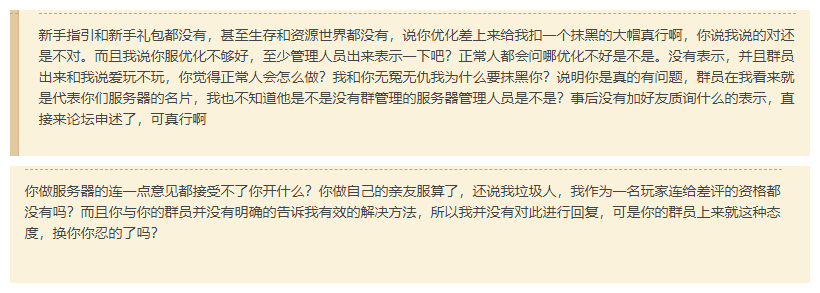 新手指引和新手礼包都没有，甚至生存和资源世界都没有，说你优化差上来给我扣一个抹黑的大帽真行啊，你说我说的对还
是不对。而且我说你服优化不够好，至少管理人员出来表示一下吧？正常人都会问哪优化不好是不是。没有表示，并且群员
出来和我说爱玩不玩，你觉得正常人会怎么做？我和你无冤无仇我为什么要抹黑你？说明你是真的有问题，群员在我看来就
是代表你们服务器的名片，我也不知道他是不是没有群管理的服务器管理人员是不是？事后没有加好友质询什么的表示，直
接来论坛申述了，可真行啊
你做服务器的连一点意见都接受不了你开什么？你做自己的亲友服算了，还说我垃圾人，我作为一名玩家连给差评的资格都
没有吗？而且你与你的群员并没有明确的告诉我有效的解决方法，所以我并没有对此进行回复，可是你的群员上来就这种态
度，换你你忍的了吗？